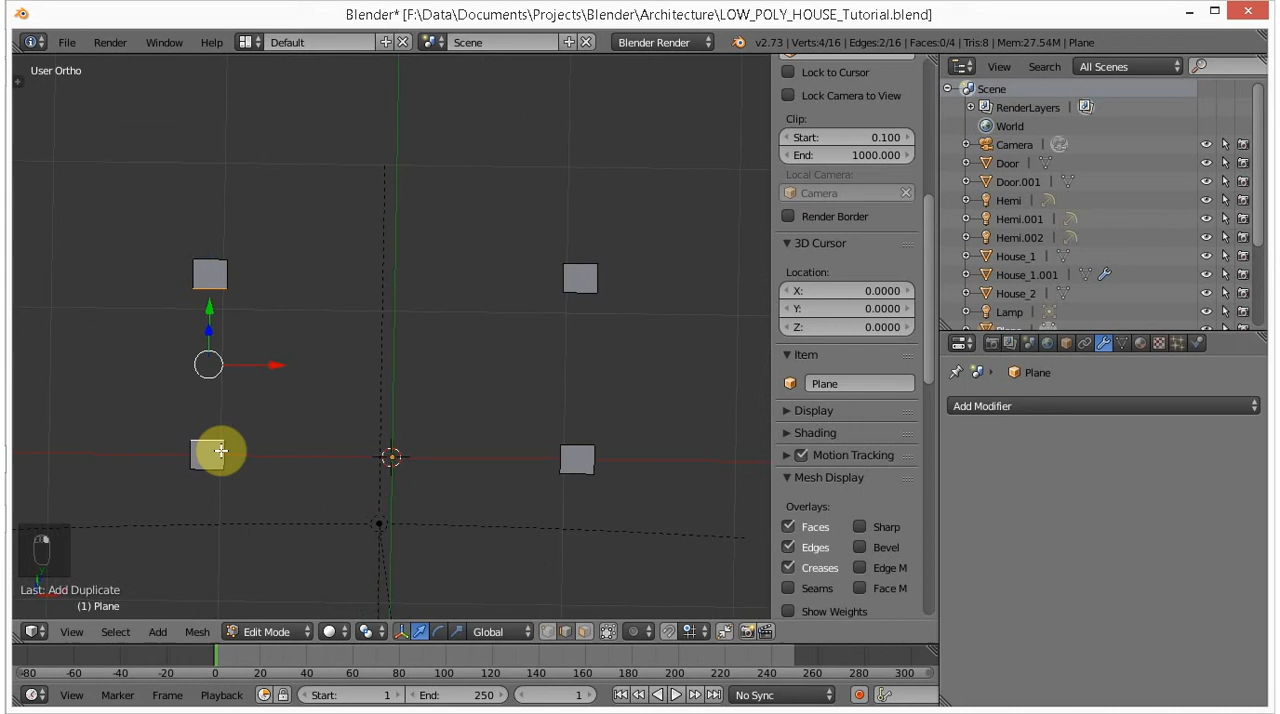 Blender* [F:\Data\Documents\Projects\Blender\Architecture\LOW_POLY_HOUSE_Tutorial.blend]
File Render Window Help Default Scene Blender Render v2.73 | Verts:4/16 | Edges:2/16 | Faces:0/4 | Tris:8 | Mem:27.54M | Plane
User Ortho
Lock to Cursor
Lock Camera to View
Clip:
Start: 0.100
End: 1000.000
Local Camera:
Camera
Render Border
3D Cursor
Location:
X: 0.0000
Y: 0.0000
Z: 0.0000
Item
Plane
Display
Shading
Motion Tracking
Mesh Display
Overlays:
Faces Sharp
Edges Bevel
Creases Edge M
Seams Face M
Show Weights
View Search All Scenes
Scene
RenderLayers
World
Camera
Door
Door.001
Hemi
Hemi.001
Hemi.002
House_1
House_1.001
House_2
Lamp
Plane
Add Modifier
Last: Add Duplicate
(1) Plane
View Select Add Mesh Edit Mode Global
-80 -60 -40 -20 0 20 40 60 80 100 120 140 160 180 200 220 240 260 280 300
View Marker Frame Playback Start: 1 End: 250 1 No Sync